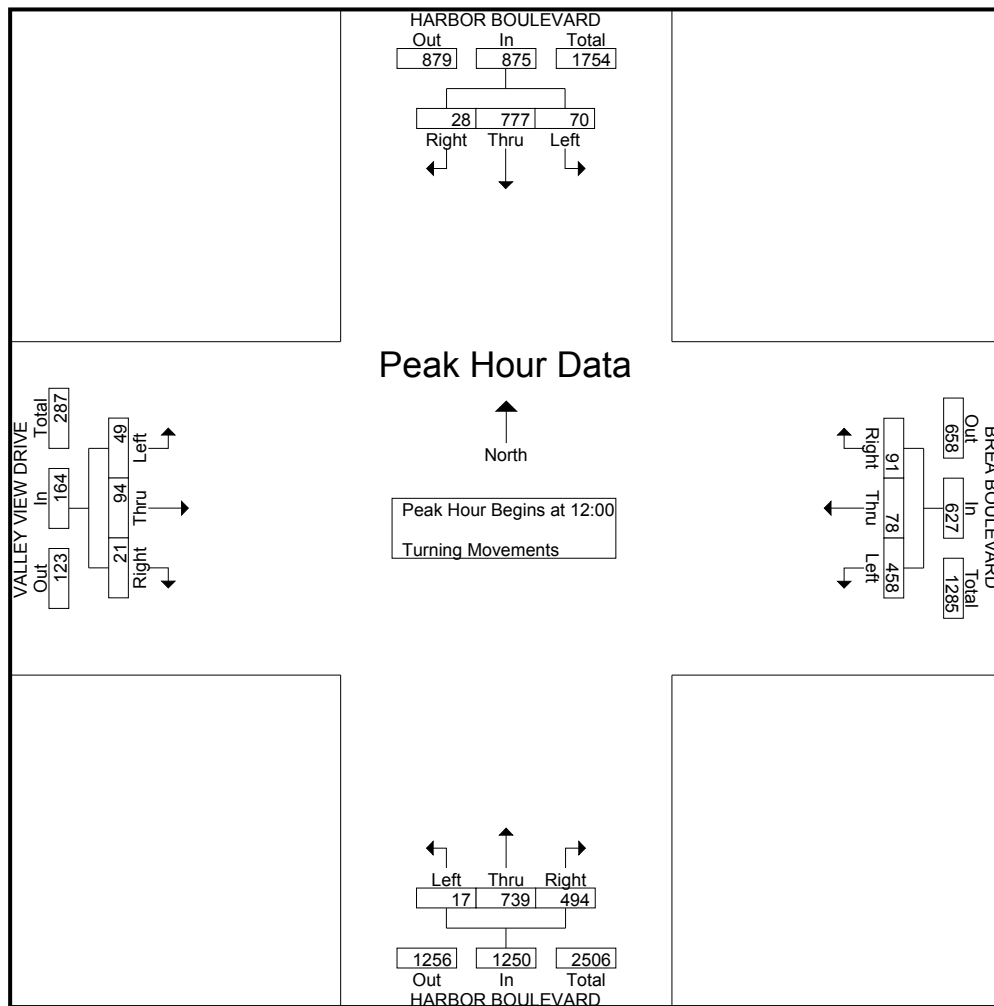 HARBOR BOULEVARD
Out In Total
879 875 1754
28 777 70
Right Thru Left
Peak Hour Data
North
Peak Hour Begins at 12:00
Turning Movements
VALLEY VIEW DRIVE
Out In Total
123 164 287
21 94 49
Right Thru Left
BREA BOULEVARD
Out In Total
658 627 1285
91 78 458
Right Thru Left
Left Thru Right
17 739 494
1256 1250 2506
Out In Total
HARBOR BOULEVARD